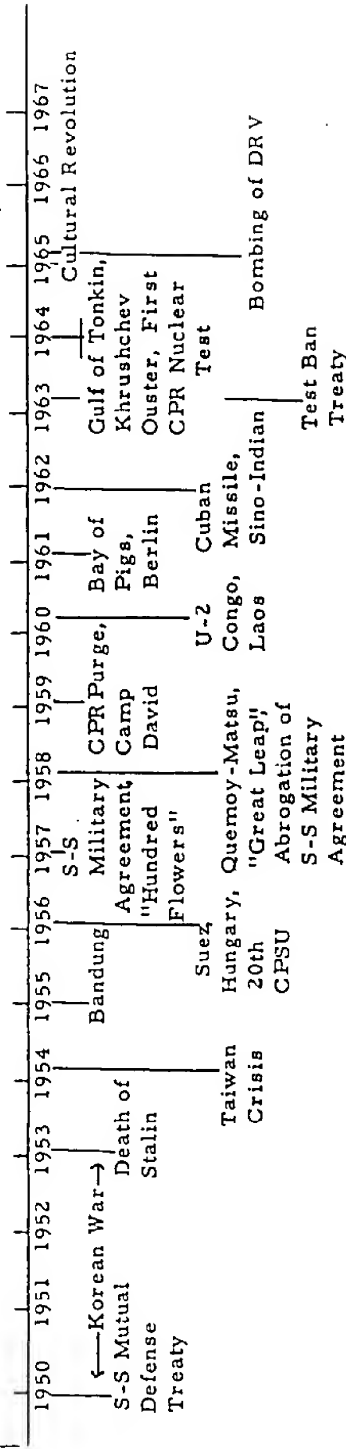 1950 1951 1952 1953 1954 1955 1956 1957 1958 1959 1960 1961 1962 1963 1964 1965 1966 1967
S-S Mutual
Defense
Treaty
←Korean War→
Death of
Stalin
Taiwan
Crisis
Bandung
Suez
Hungary,
20th
CPSU
S-S
Military
Agreement,
"Hundred
Flowers"
Quemoy-Matsu,
"Great Leap",
Abrogation of
S-S Military
Agreement
CPR Purge,
Camp
David
U-2
Congo,
Laos
Bay of
Pigs,
Berlin
Cuban
Missile,
Sino-Indian
Gulf of Tonkin,
Khrushchev
Ouster, First
CPR Nuclear
Test
Test Ban
Treaty
Cultural Revolution
Bombing of DRV